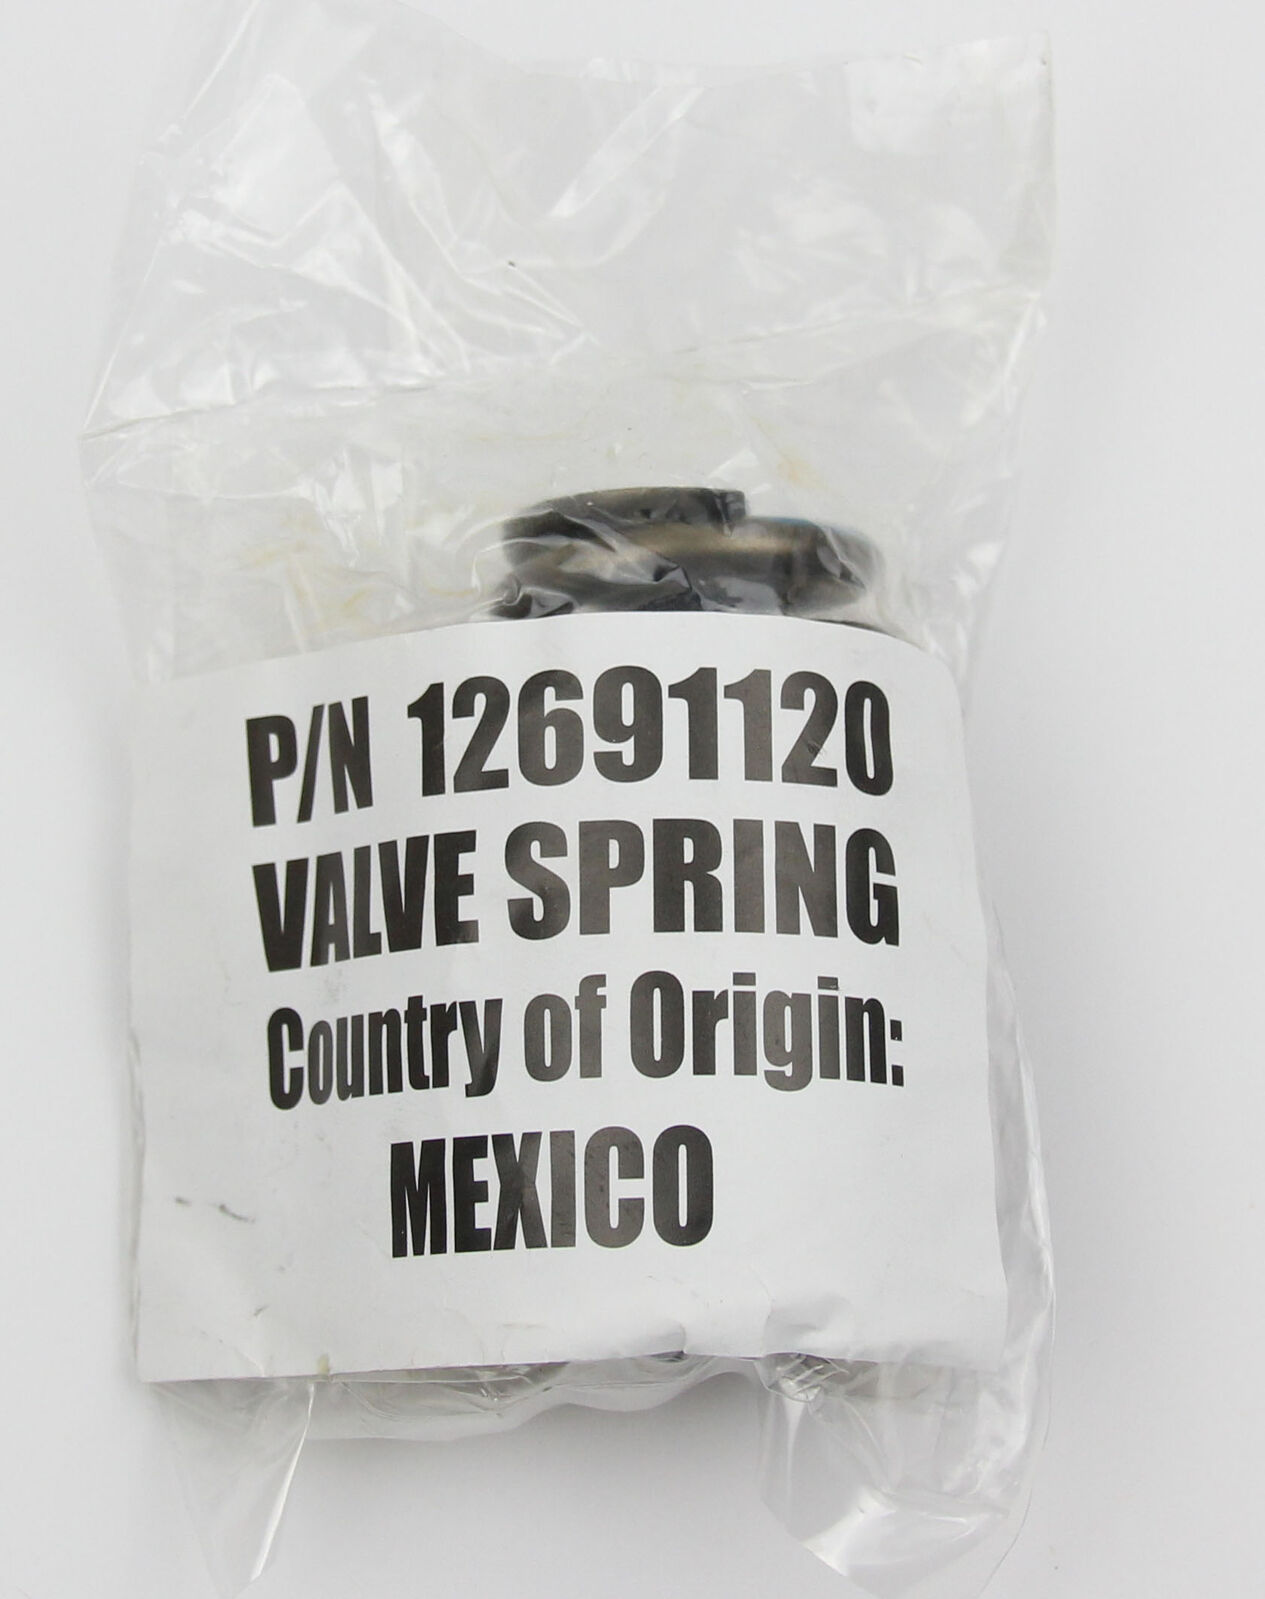 P/N 12691120
VALVE SPRING
Country of Origin:
MEXICO